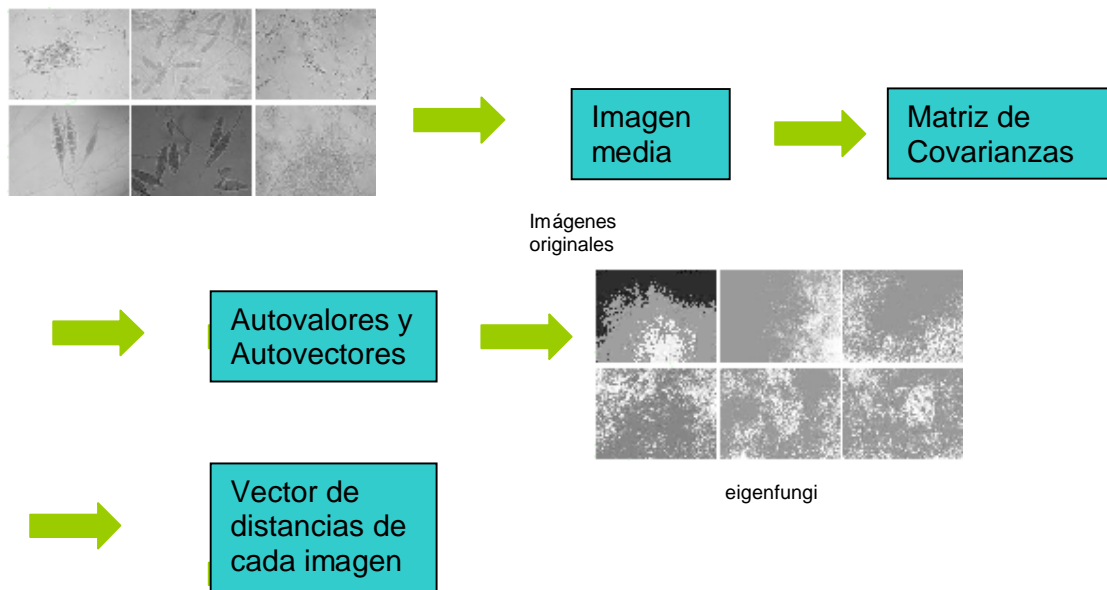 Imagen
media
Matriz de
Covarianzas
Imágenes
originales
Autovalores y
Autovectores
eigenfungi
Vector de
distancias de
cada imagen